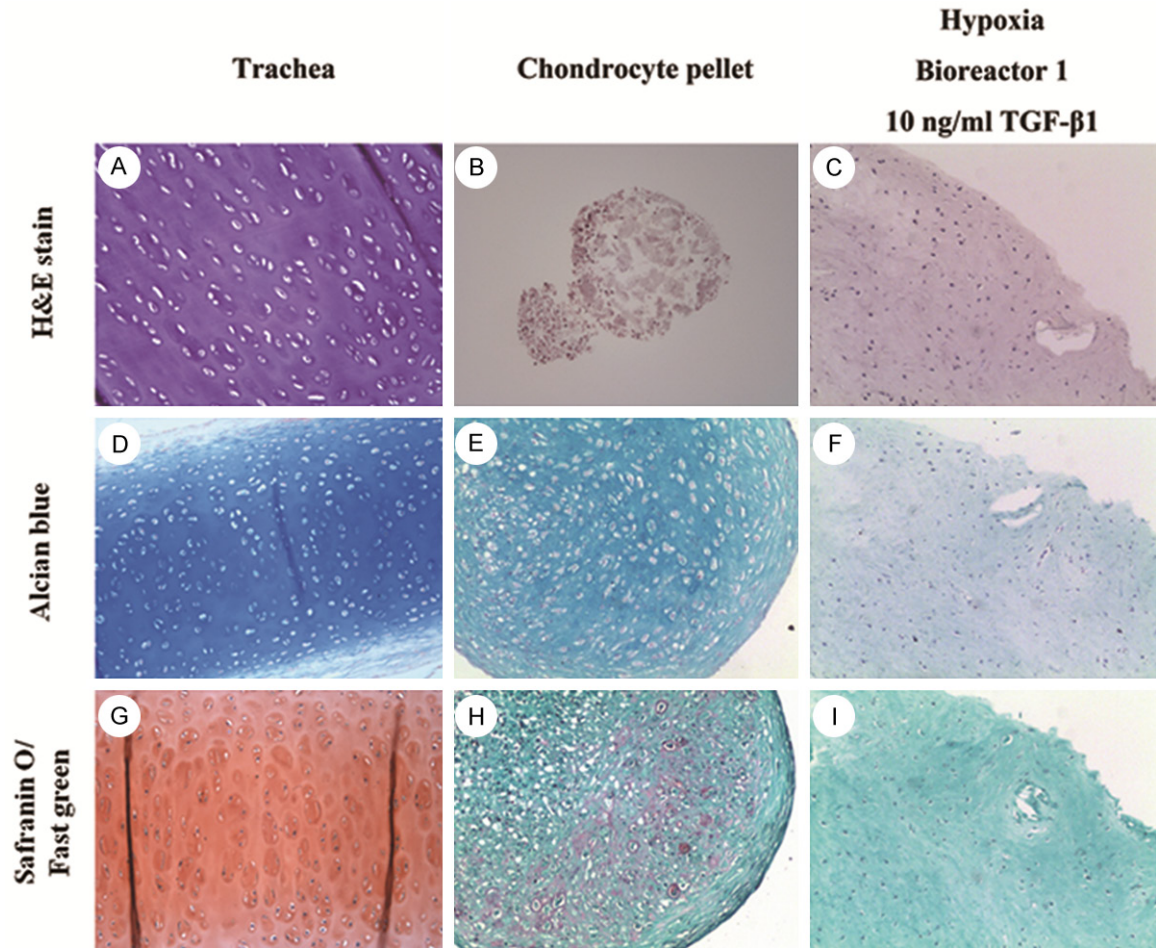 Trachea
Chondrocyte pellet
Hypoxia
Bioreactor 1
10 ng/ml TGF-β1
H&E stain
A
B
C
Alcian blue
D
E
F
Safranin O/
Fast green
G
H
I